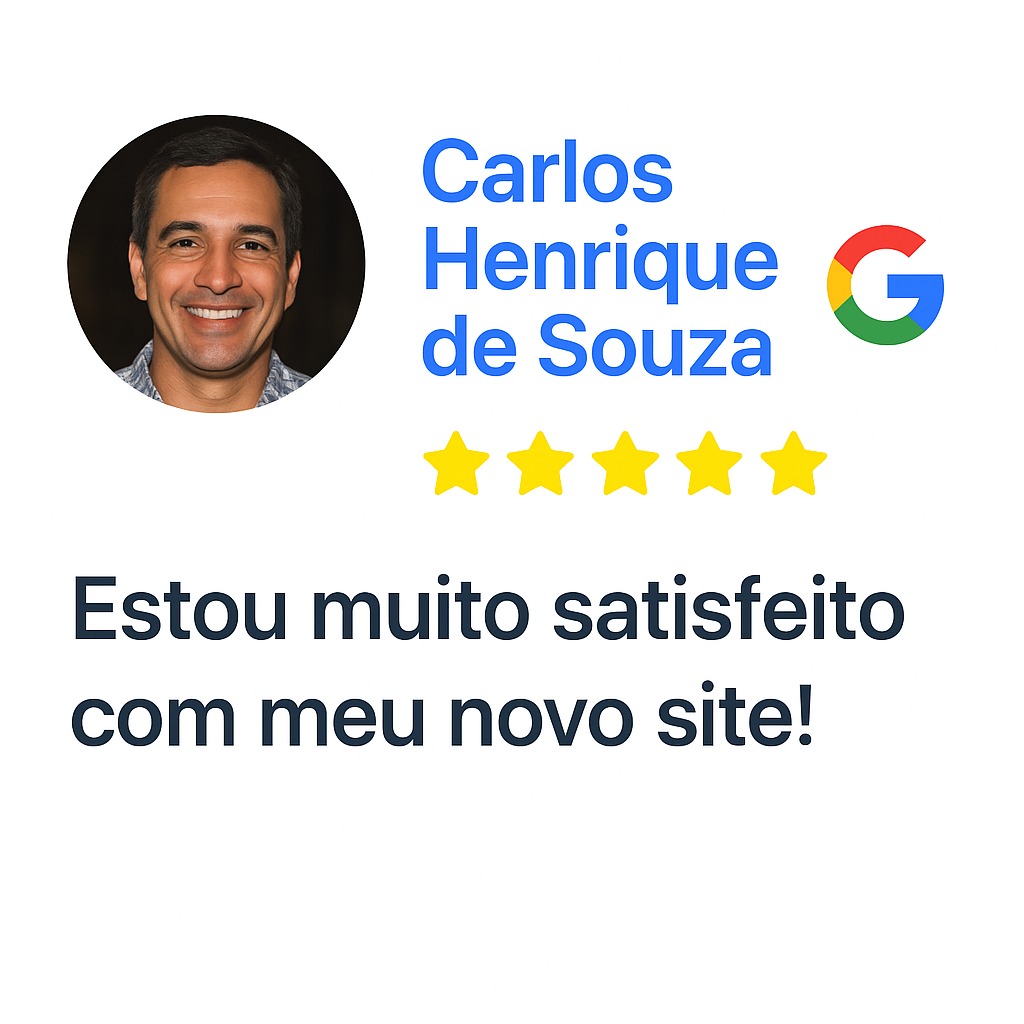 Carlos
Henrique
de Souza
Estou muito satisfeito
com meu novo site!